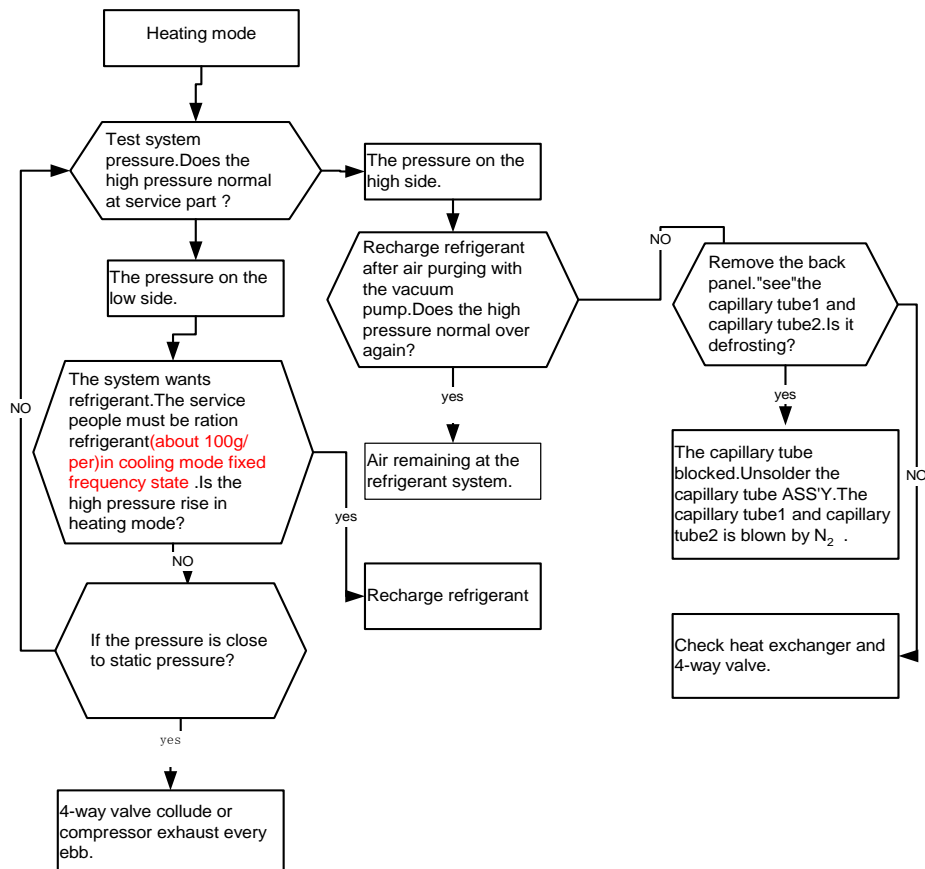 Heating mode
Test system
pressure.Does the
high pressure normal
at service part ?
The pressure on the
high side.
The pressure on the
low side.
Recharge refrigerant
after air purging with
the vacuum
pump.Does the high
pressure normal over
again?
NO
Remove the back
panel."see"the
capillary tube1 and
capillary tube2.Is it
defrosting?
NO
The system wants
refrigerant.The service
people must be ration
refrigerant(about 100g/
per)in cooling mode fixed
frequency state .Is the
high pressure rise in
heating mode?
yes
yes
Air remaining at the
refrigerant system.
The capillary tube
blocked.Unsolder the
capillary tube ASS'Y.The
capillary tube1 and capillary
tube2 is blown by N₂ .
NO
yes
NO
Recharge refrigerant
If the pressure is close
to static pressure?
Check heat exchanger and
4-way valve.
yes
4-way valve collude or
compressor exhaust every
ebb.